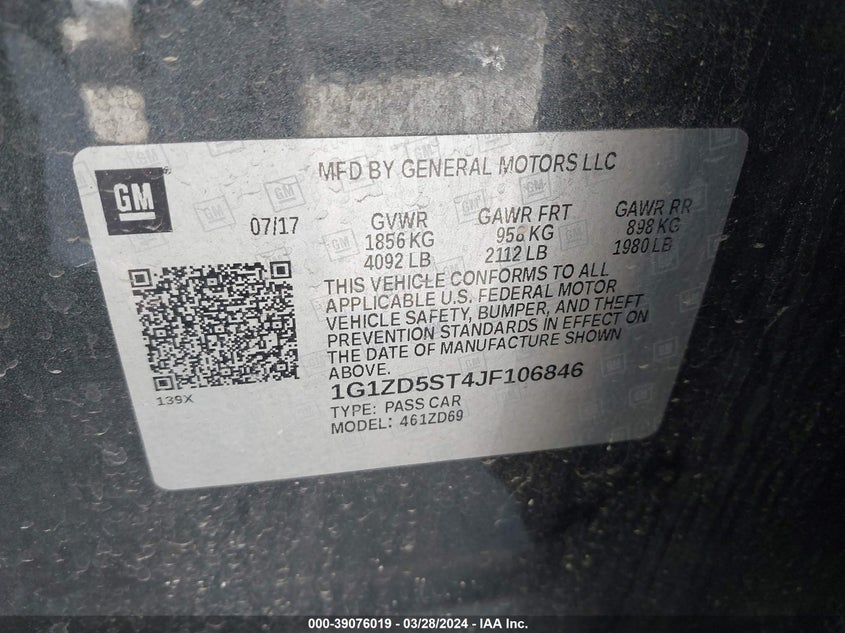 GM
MFD BY GENERAL MOTORS LLC
07/17 GVWR GAWR FRT GAWR RR
1856 KG 958 KG 898 KG
4092 LB 2112 LB 1980 LB
THIS VEHICLE CONFORMS TO ALL
APPLICABLE U.S. FEDERAL MOTOR
VEHICLE SAFETY, BUMPER, AND THEFT
PREVENTION STANDARDS IN EFFECT ON
THE DATE OF MANUFACTURE SHOWN
ABOVE.
1G1ZD5ST4JF106846
139X
TYPE: PASS CAR
MODEL: 461ZD69
000-39076019 - 03/28/2024 - IAA Inc.